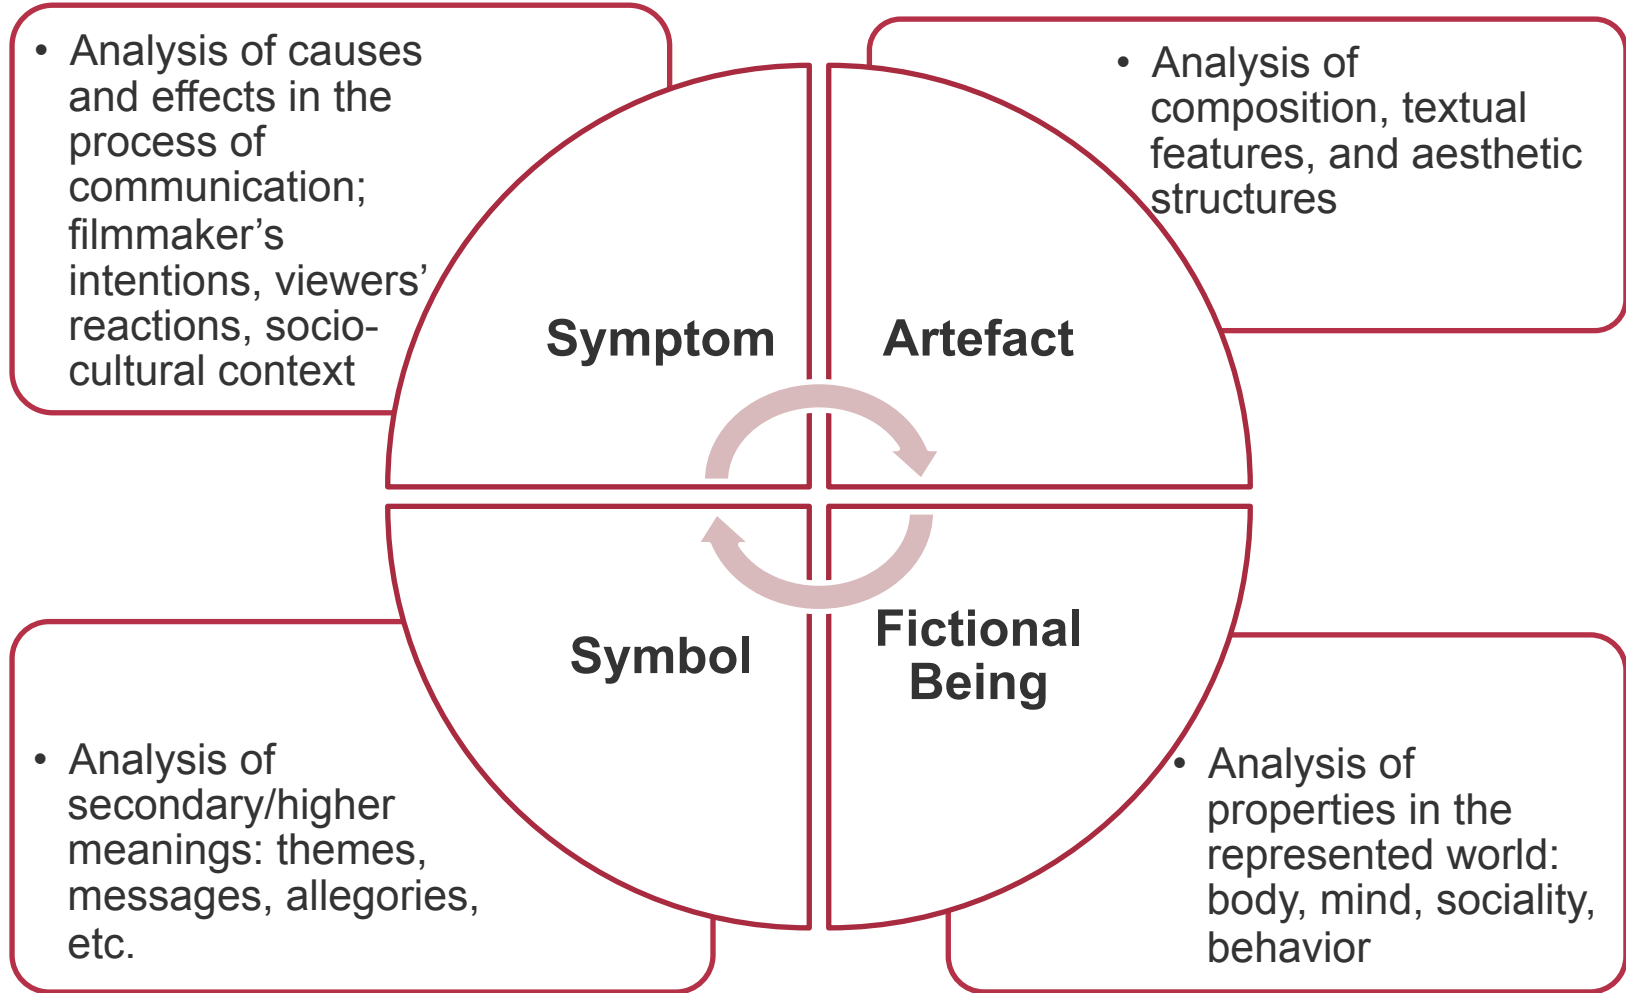 • Analysis of causes
and effects in the
process of
communication;
filmmaker’s
intentions, viewers’
reactions, socio-
cultural context
• Analysis of
composition, textual
features, and aesthetic
structures
Symptom
Artefact
Symbol
Fictional
Being
• Analysis of
secondary/higher
meanings: themes,
messages, allegories,
etc.
• Analysis of
properties in the
represented world:
body, mind, sociality,
behavior